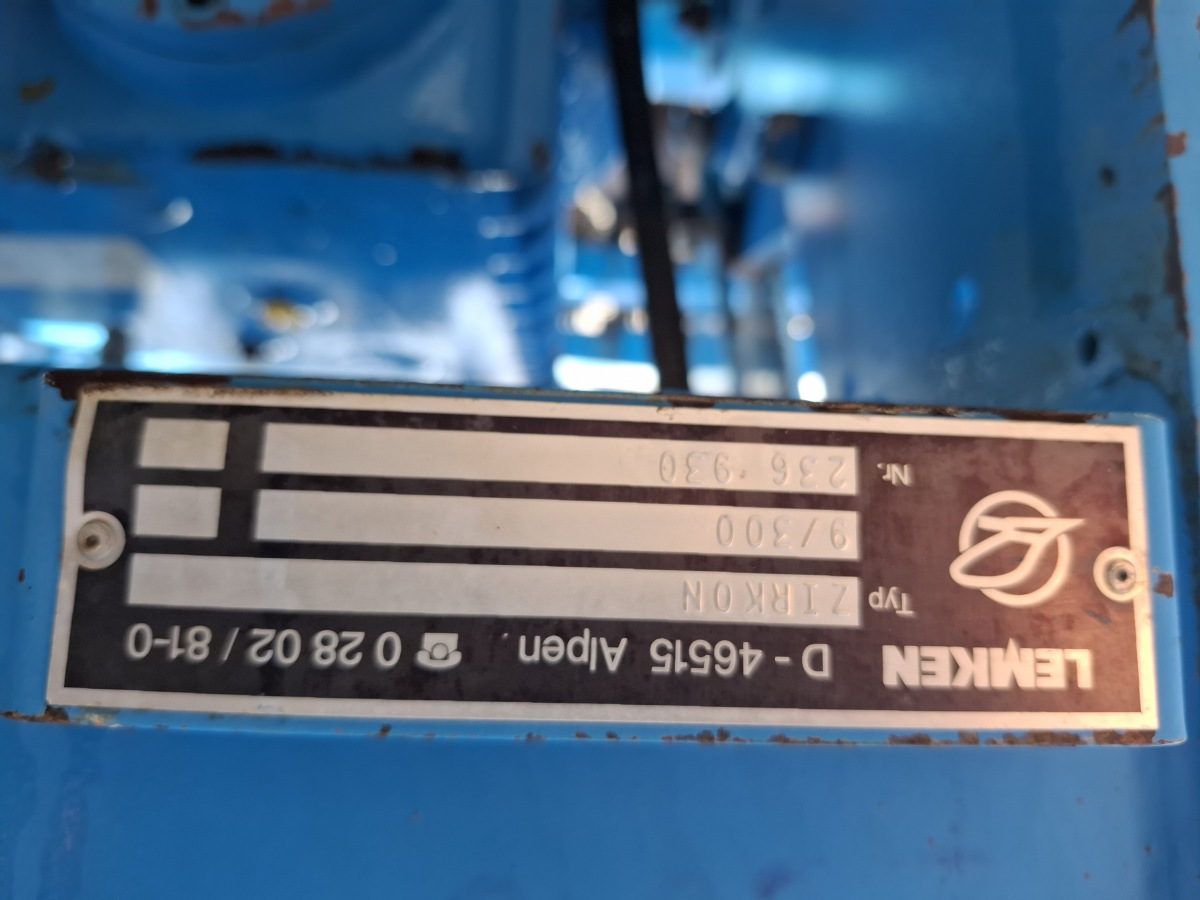 LEMKEN D - 46515 Alpen 0 28 02 / 81-0
Typ ZIRKON
9/300
Nr. 236 930